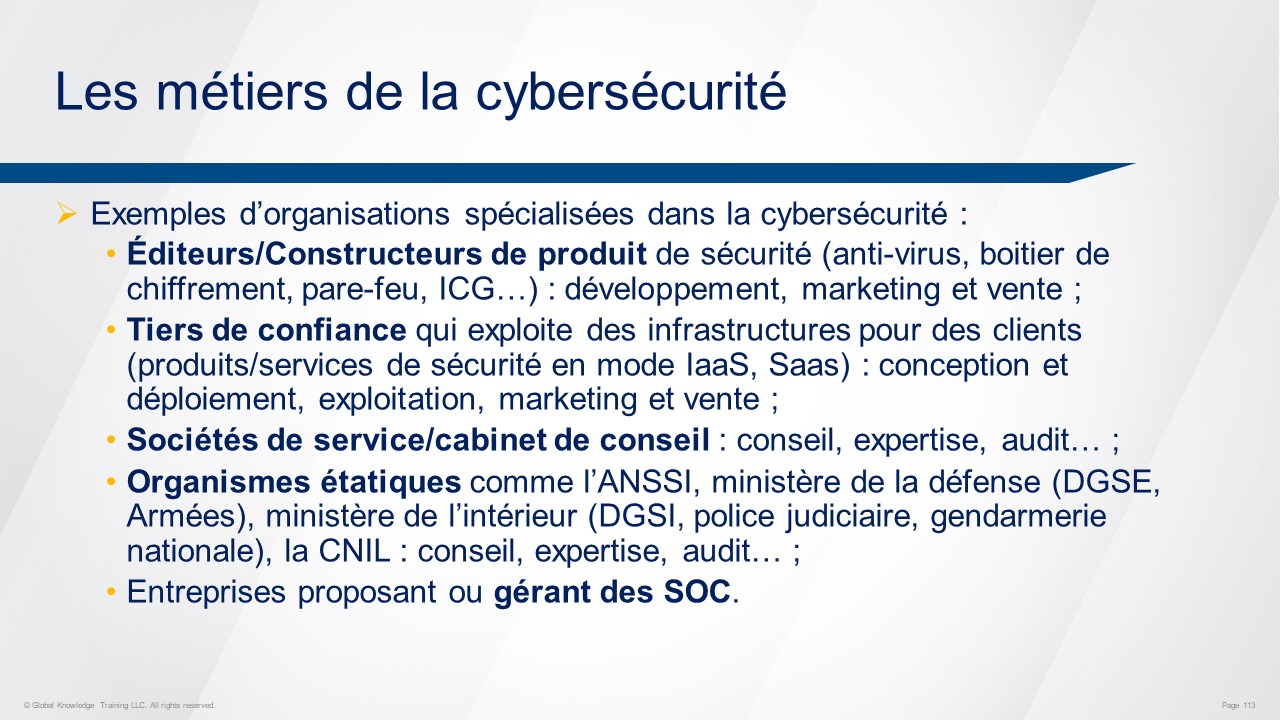 Les métiers de la cybersécurité
➢ Exemples d’organisations spécialisées dans la cybersécurité :
• Éditeurs/Constructeurs de produit de sécurité (anti-virus, boitier de
chiffrement, pare-feu, ICG…) : développement, marketing et vente ;
• Tiers de confiance qui exploite des infrastructures pour des clients
(produits/services de sécurité en mode IaaS, Saas) : conception et
déploiement, exploitation, marketing et vente ;
• Sociétés de service/cabinet de conseil : conseil, expertise, audit… ;
• Organismes étatiques comme l’ANSSI, ministère de la défense (DGSE,
Armées), ministère de l’intérieur (DGSI, police judiciaire, gendarmerie
nationale), la CNIL : conseil, expertise, audit… ;
• Entreprises proposant ou gérant des SOC.
© Global Knowledge Training LLC. All rights reserved.
Page 113